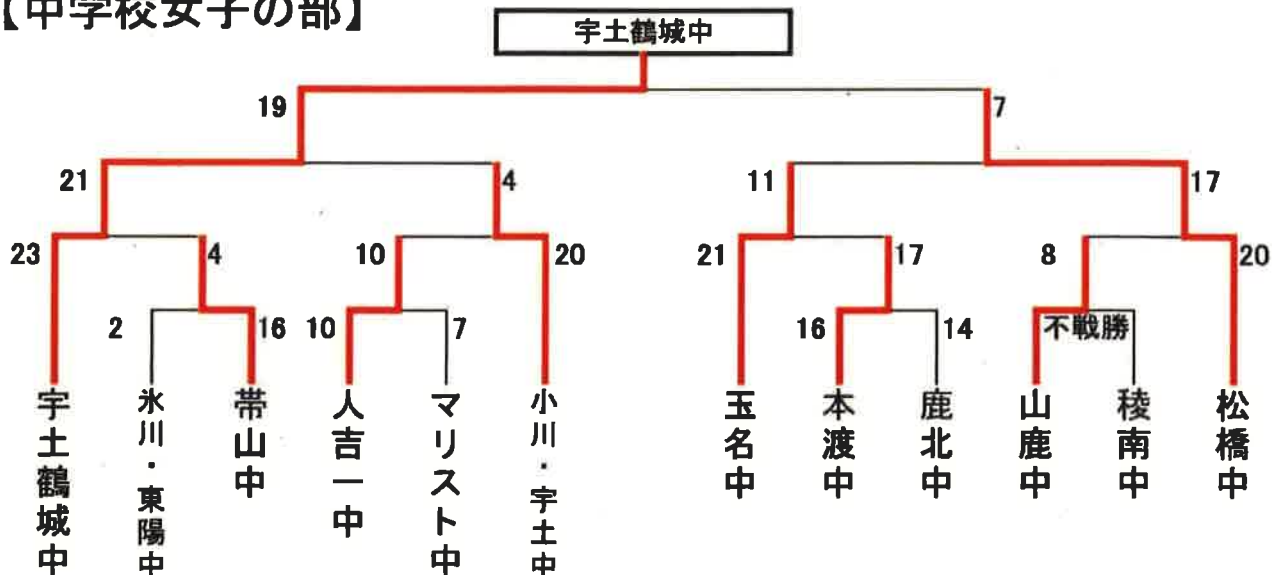 【中学校女子の部】
宇土鶴城中
19
7
21
4
11
17
23
4
10
20
21
17
8
20
2
16
10
7
16
14
不戦勝
宇土鶴城中
氷川・東陽中
帯山中
人吉一中
マリスト中
小川・宇土中
玉名中
本渡中
鹿北中
山鹿中
稜南中
松橋中